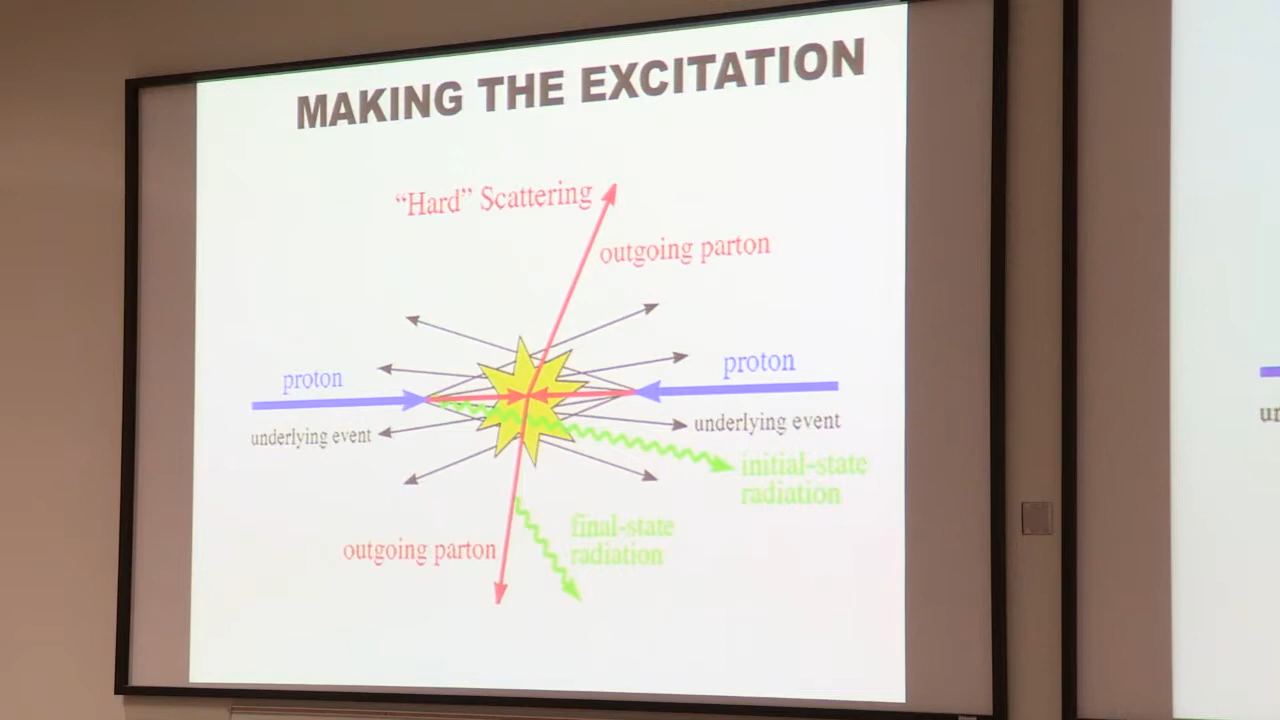 MAKING THE EXCITATION
“Hard” Scattering
outgoing parton
proton
proton
underlying event
underlying event
initial-state
radiation
final-state
radiation
outgoing parton